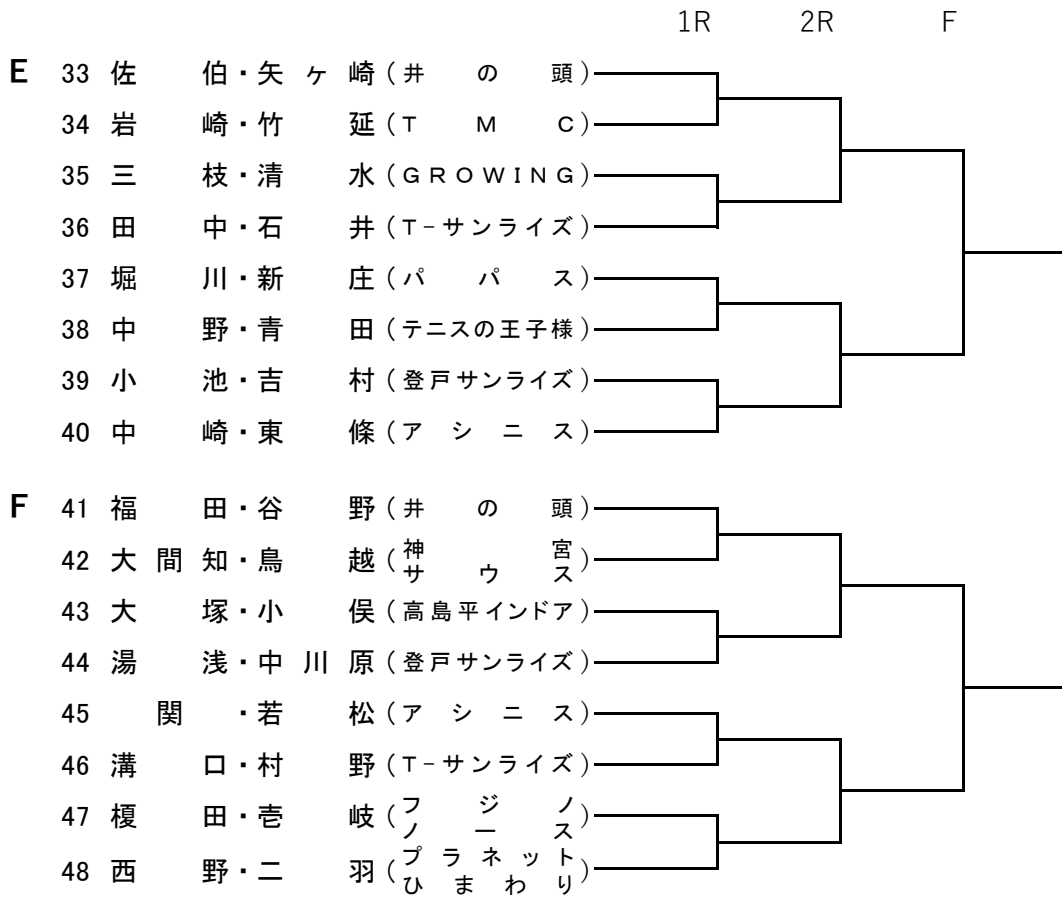 1R 2R F
E 33 佐伯・矢ヶ崎(井の頭)
34 岩崎・竹延(TMC)
35 三枝・清水(GROWING)
36 田中・石井(T-サンライズ)
37 堀川・新庄(パパス)
38 中野・青田(テニスの王子様)
39 小池・吉村(登戸サンライズ)
40 中崎・東條(アシニス)
F 41 福田・谷野(井の頭)
42 大間知・鳥越(神宮サウス)
43 大塚・小俣(高島平インドア)
44 湯浅・中川原(登戸サンライズ)
45 関・若松(アシニス)
46 溝口・村野(T-サンライズ)
47 榎田・壱岐(フジノノース)
48 西野・二羽(プラネットひまわり)